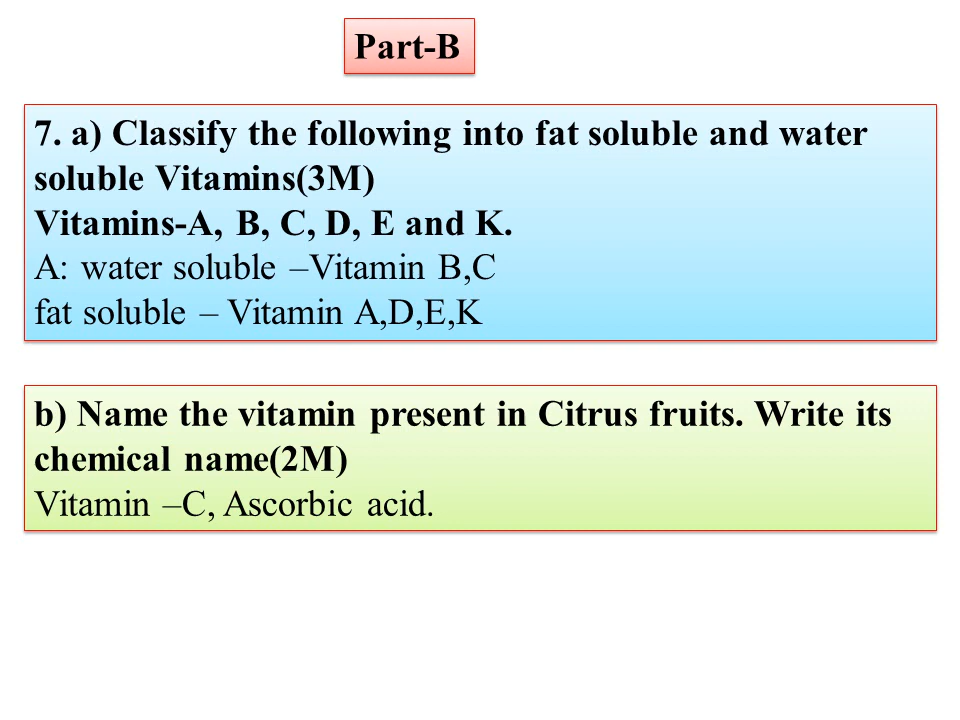 Part-B
7. a) Classify the following into fat soluble and water
soluble Vitamins(3M)
Vitamins-A, B, C, D, E and K.
A: water soluble –Vitamin B,C
fat soluble – Vitamin A,D,E,K
b) Name the vitamin present in Citrus fruits. Write its
chemical name(2M)
Vitamin –C, Ascorbic acid.